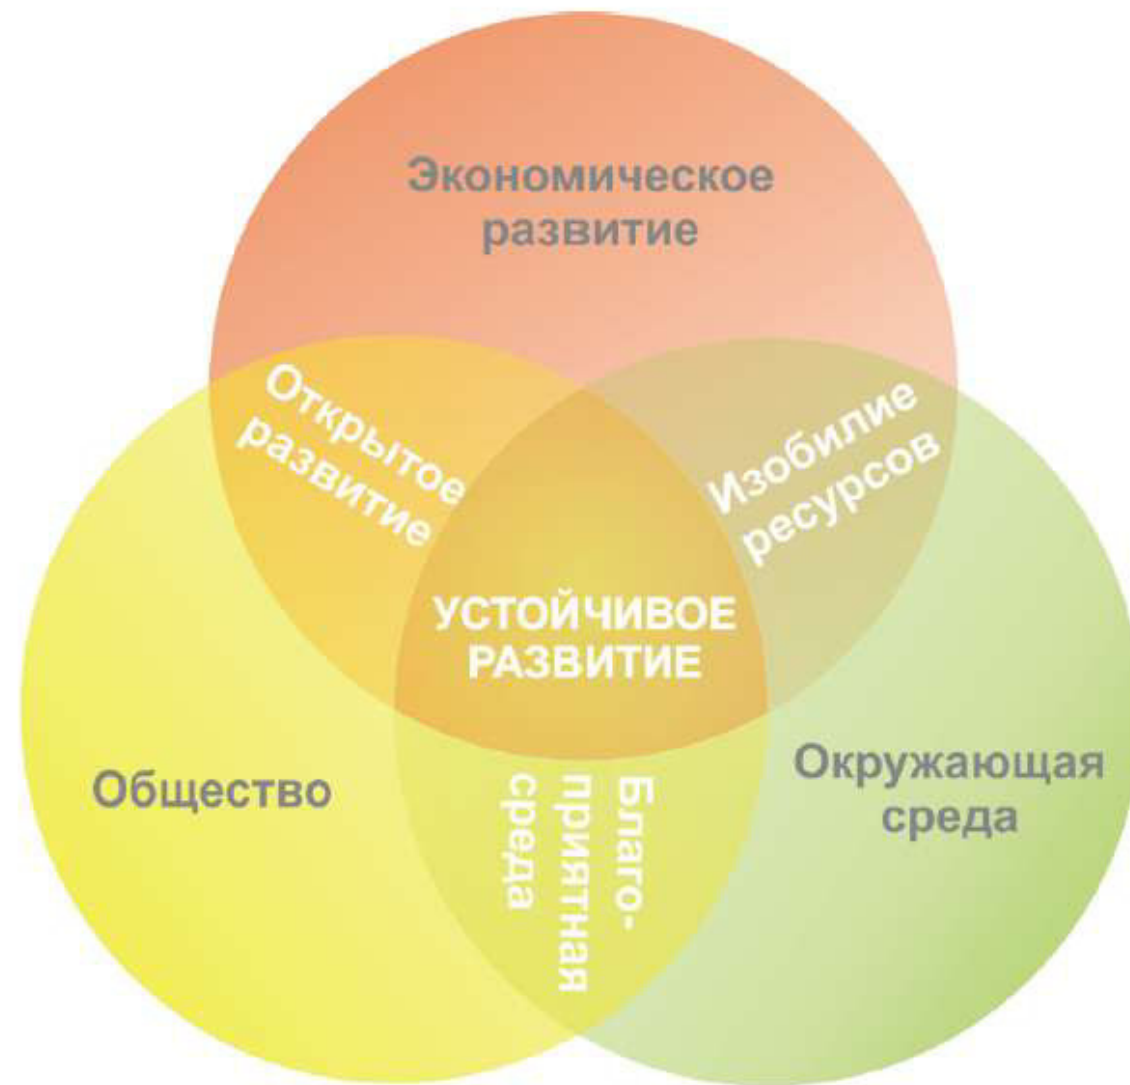 Экономическое
развитие
Открытое
развитие
Изобилие
ресурсов
УСТОЙЧИВОЕ
РАЗВИТИЕ
Общество
Окружающая
среда
Благо-
приятная
среда